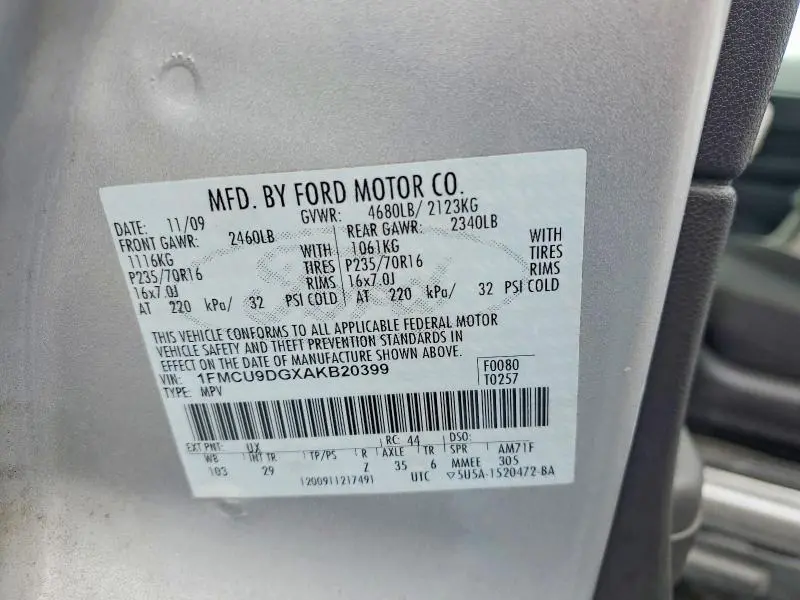 MFD. BY FORD MOTOR CO.
DATE: 11/09 GVWR: 4680LB/ 2123KG
FRONT GAWR: 2460LB REAR GAWR: 2340LB
1116KG WITH 1061KG WITH
P235/70R16 TIRES P235/70R16 TIRES
16x7.0J RIMS 16x7.0J RIMS
AT 220 kPa/ 32 PSI COLD AT 220 kPa/ 32 PSI COLD
THIS VEHICLE CONFORMS TO ALL APPLICABLE FEDERAL MOTOR
VEHICLE SAFETY AND THEFT PREVENTION STANDARDS IN
EFFECT ON THE DATE OF MANUFACTURE SHOWN ABOVE.
VIN: 1FMCU9DGXAKB20399 F0080
TYPE: MPV T0257
EXT PNT: UX RC: 44 DSO:
WB INT TR TP/PS R AXLE TR SPR AM71F
103 29 Z 35 6 MMEE 305
1200911217491 UTC ▽5U5A-1520472-BA